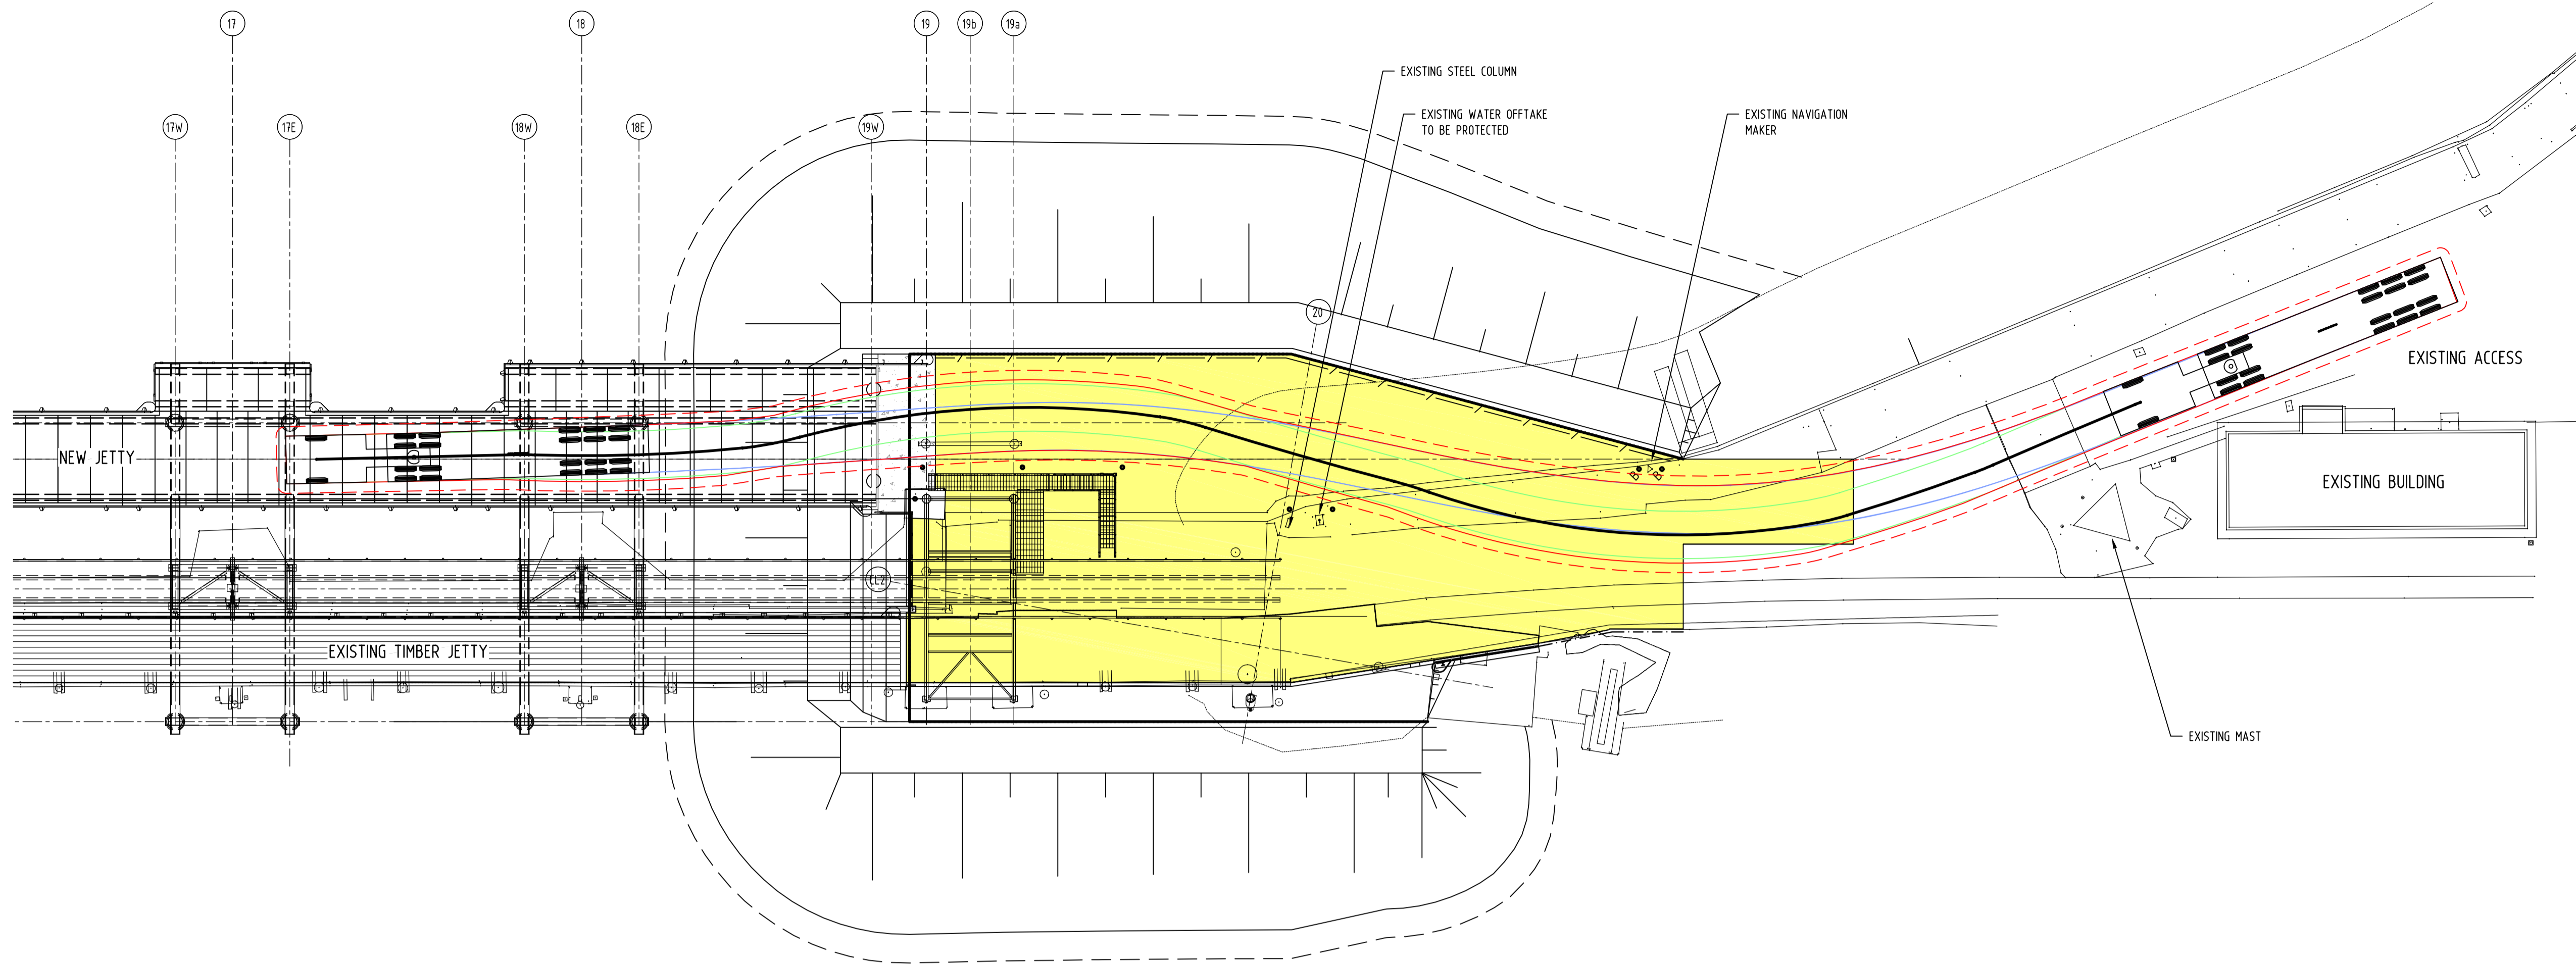 17
18
19
19b
19a
EXISTING STEEL COLUMN
EXISTING WATER OFFTAKE
TO BE PROTECTED
EXISTING NAVIGATION
MAKER
17W
17E
18W
18E
19W
20
EXISTING ACCESS
NEW JETTY
EXISTING BUILDING
EXISTING TIMBER JETTY
EXISTING MAST